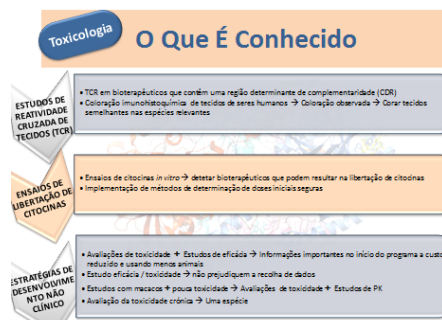 Toxicologia
O Que É Conhecido
ESTUDOS DE
REATIVIDADE
CRUZADA DE
TECIDOS (TCR)
• TCR em bioterapêuticos que contêm uma região determinante de complementaridade (CDR)
• Coloração imunohistoquímica de tecidos de seres humanos → Coloração observada → Corar tecidos
semelhantes nas espécies relevantes
ENSAIOS DE
LIBERTAÇÃO DE
CITOCINAS
• Ensaios de citocinas in vitro → detetar bioterapêuticos que podem resultar na libertação de citocinas
• Implementação de métodos de determinação de doses iniciais seguras
ESTRATÉGIAS DE
DESENVOLVIME
NTO NÃO
CLÍNICO
• Avaliações de toxicidade + Estudos de eficácia → Informações importantes no início do programa a custo
reduzido e usando menos animais
• Estudo eficácia / toxicidade → não prejudiquem a recolha de dados
• Estudos com macacos + pouca toxicidade → Avaliações de toxicidade + Estudos de PK
• Avaliação da toxicidade crónica → Uma espécie